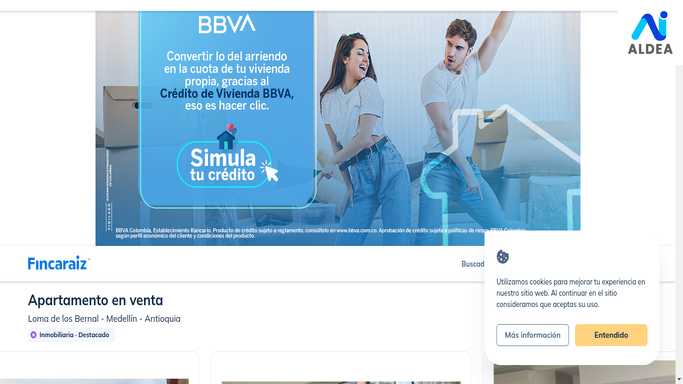 BBVA
Convertir lo del arriendo
en la cuota de tu vivienda
propia, gracias al
Crédito de Vivienda BBVA,
eso es hacer clic.
Simula
tu crédito
BBVA Colombia, Establecimiento Bancario. Producto de crédito sujeto a reglamento, consúltelo en www.bbva.com.co. Aprobación de crédito sujeta a políticas de riesgo BBVA Colombia
según perfil económico del cliente y condiciones del producto.
ALDEA
Fincaraiz
Buscad
Apartamento en venta
Loma de los Bernal - Medellín - Antioquia
Inmobiliaria - Destacado
Utilizamos cookies para mejorar tu experiencia en
nuestro sitio web. Al continuar en el sitio
consideramos que aceptas su uso.
Más información
Entendido